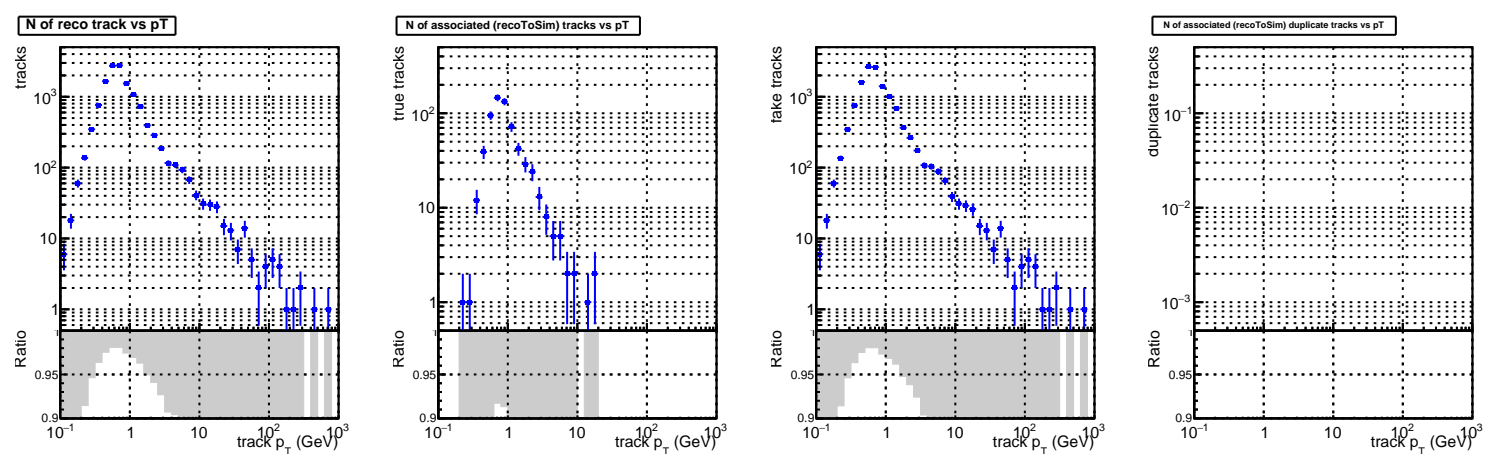 N of reco track vs pT
tracks
10³
10²
10
1
Ratio
1
0.95
0.9
10⁻¹ 1 10 10² 10³
track p_T (GeV)
N of associated (recoToSim) tracks vs pT
true tracks
10²
10
1
Ratio
1
0.95
0.9
10⁻¹ 1 10 10² 10³
track p_T (GeV)
fake tracks
10³
10²
10
1
Ratio
1
0.95
0.9
10⁻¹ 1 10 10² 10³
track p_T (GeV)
N of associated (recoToSim) duplicate tracks vs pT
duplicate tracks
10⁻¹
10⁻²
10⁻³
Ratio
1
0.95
0.9
10⁻¹ 1 10 10² 10³
track p_T (GeV)